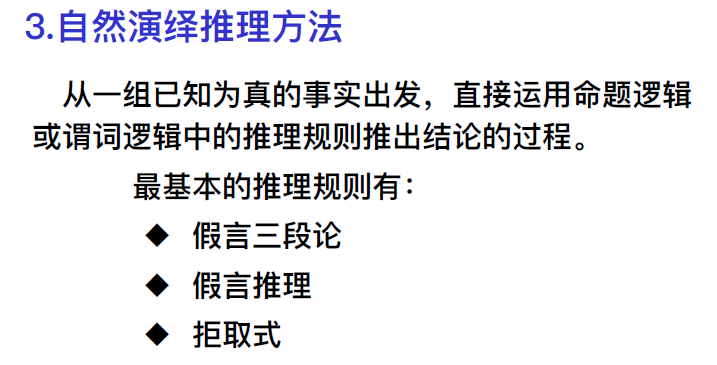 3.自然演绎推理方法
从一组已知为真的事实出发，直接运用命题逻辑
或谓词逻辑中的推理规则推出结论的过程。
最基本的推理规则有：
◆ 假言三段论
◆ 假言推理
◆ 拒取式